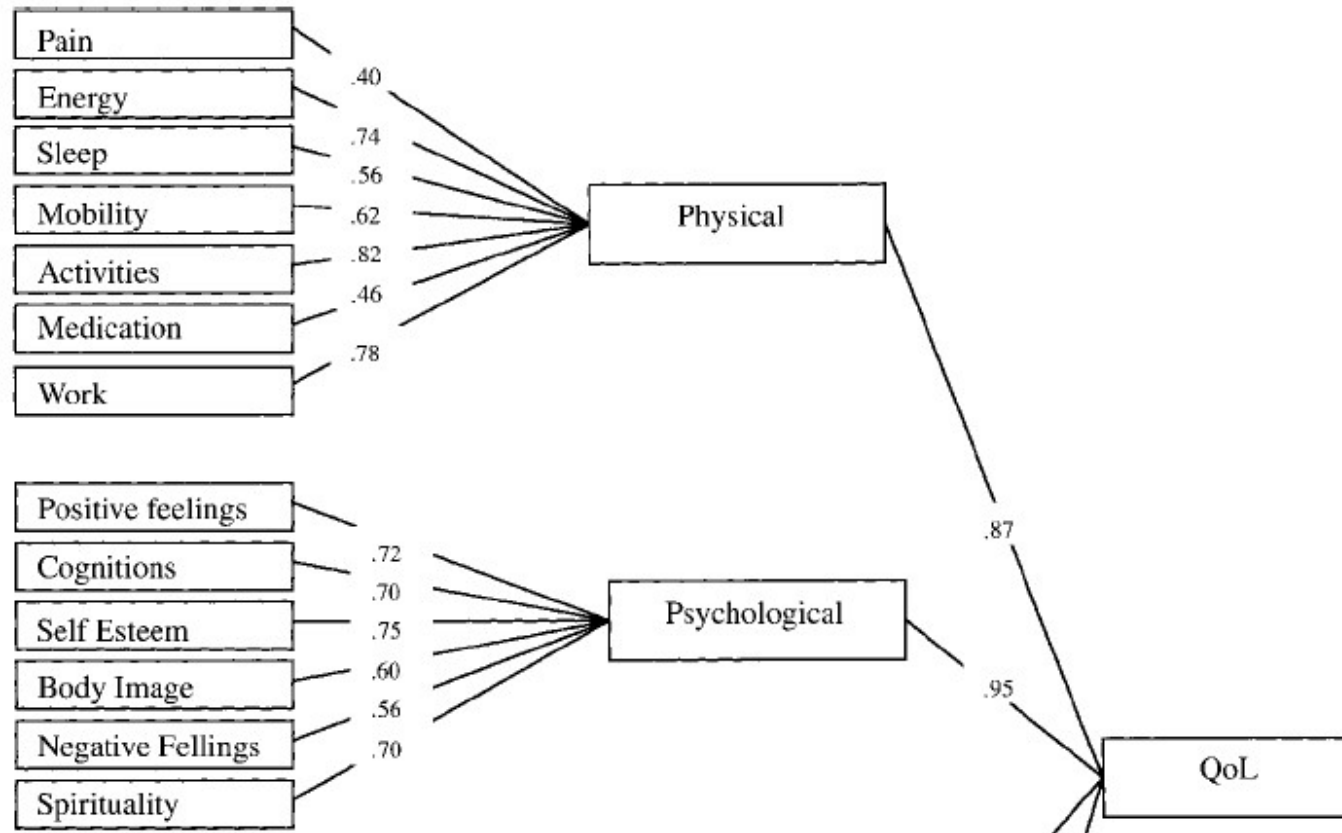 Pain
.40
Energy
.74
Sleep
.56
Mobility
.62
Physical
Activities
.82
Medication
.46
Work
.78
Positive feelings
.72
Cognitions
.70
Self Esteem
.75
Psychological
Body Image
.60
Negative Fellings
.56
Spirituality
.70
.87
.95
QoL